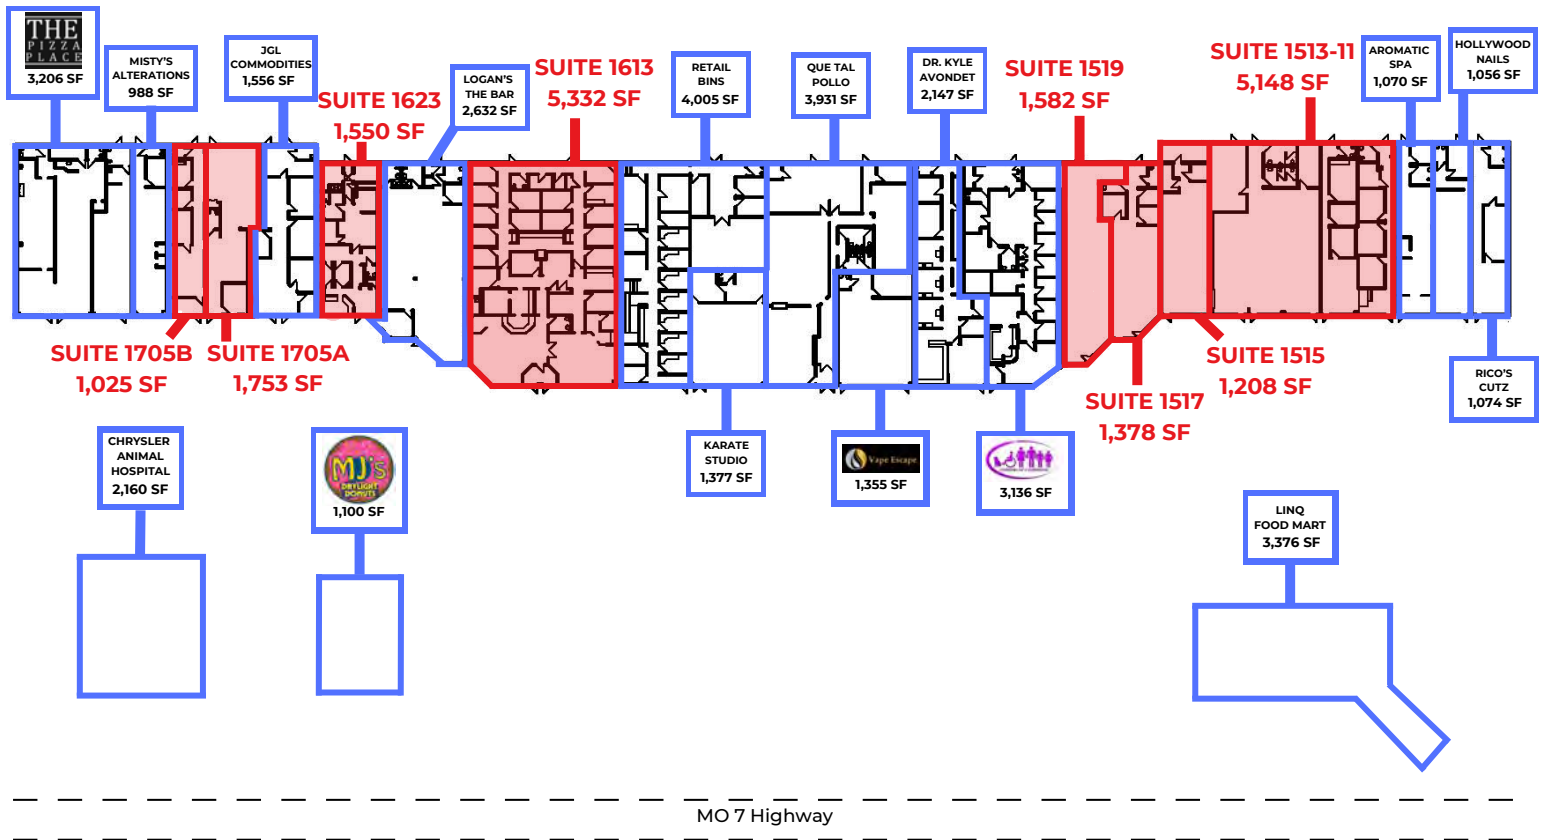 THE
PIZZA
PLACE
3,206 SF
MISTY'S
ALTERATIONS
988 SF
JGL
COMMODITIES
1,556 SF
SUITE 1623
1,550 SF
LOGAN'S
THE BAR
2,632 SF
SUITE 1613
5,332 SF
RETAIL
BINS
4,005 SF
QUE TAL
POLLO
3,931 SF
DR. KYLE
AVONDET
2,147 SF
SUITE 1519
1,582 SF
SUITE 1513-11
5,148 SF
AROMATIC
SPA
1,070 SF
HOLLYWOOD
NAILS
1,056 SF
SUITE 1705B
1,025 SF
SUITE 1705A
1,753 SF
SUITE 1515
1,208 SF
SUITE 1517
1,378 SF
RICO'S
CUTZ
1,074 SF
CHRYSLER
ANIMAL
HOSPITAL
2,160 SF
MJ's
DAYLIGHT
DONUTS
1,100 SF
KARATE
STUDIO
1,377 SF
Vape Escape
1,355 SF
3,136 SF
LINQ
FOOD MART
3,376 SF
MO 7 Highway